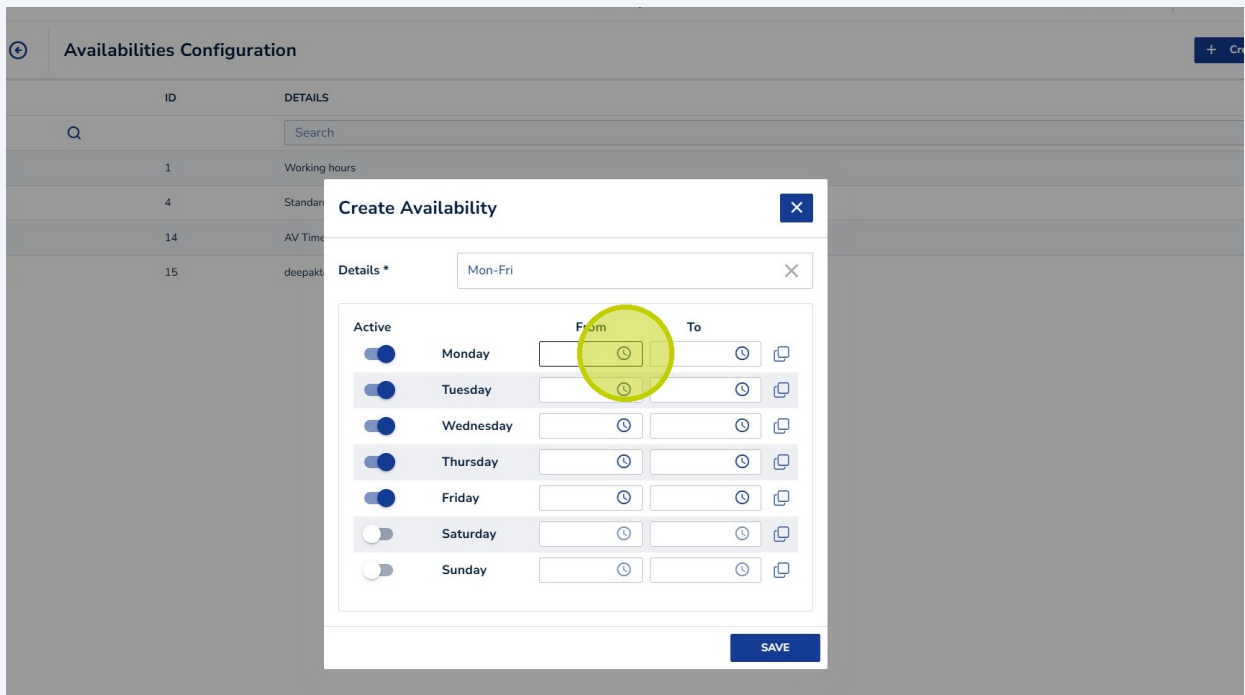 Availabilities Configuration
+ Cre
ID DETAILS
Search
1 Working hours
4 Standar
14 AV Time
15 deepakt
Create Availability
Details * Mon-Fri
Active From To
Monday
Tuesday
Wednesday
Thursday
Friday
Saturday
Sunday
SAVE